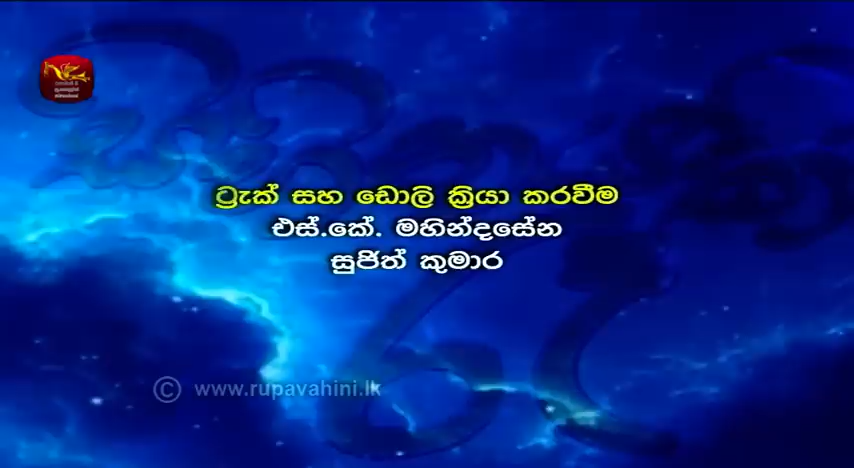 ට්‍රැක් සහ ඩොලි ක්‍රියා කරවීම
එස්.කේ. මහින්දසේන
සුජිත් කුමාර
© www.rupavahini.lk